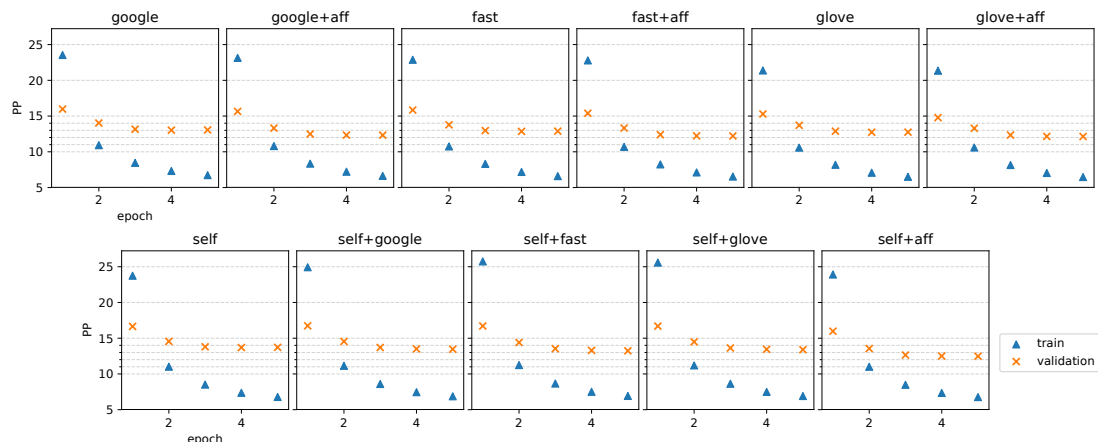 google google+aff fast fast+aff glove glove+aff
25
20
PP
15
10
5
2 4 2 4 2 4 2 4 2 4 2 4
epoch
self self+google self+fast self+glove self+aff
25
20
PP
15
10
5
2 4 2 4 2 4 2 4 2 4
epoch
train
validation